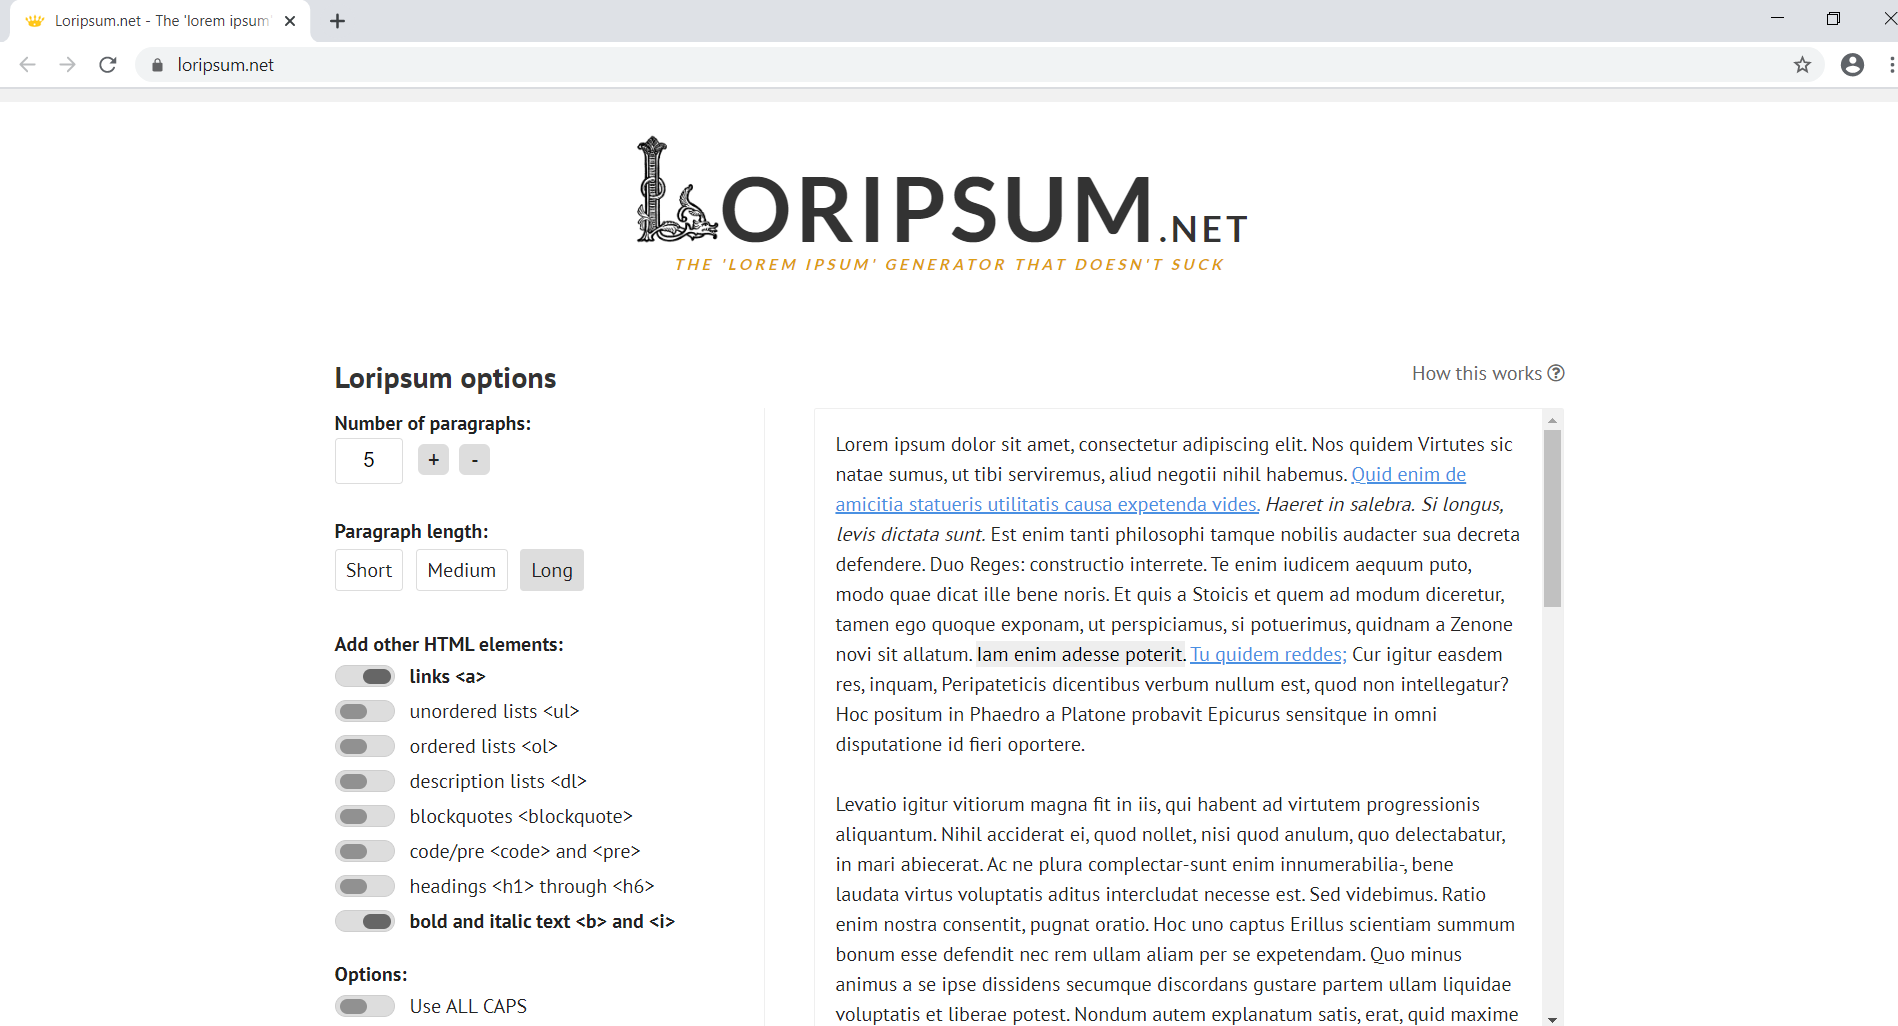 Loripsum.net - The 'lorem ipsum'
loripsum.net
LORIPSUM.NET
THE 'LOREM IPSUM' GENERATOR THAT DOESN'T SUCK
Loripsum options
How this works
Number of paragraphs:
5 + -
Paragraph length:
Short Medium Long
Add other HTML elements:
links <a>
unordered lists <ul>
ordered lists <ol>
description lists <dl>
blockquotes <blockquote>
code/pre <code> and <pre>
headings <h1> through <h6>
bold and italic text <b> and <i>
Options:
Use ALL CAPS
Lorem ipsum dolor sit amet, consectetur adipiscing elit. Nos quidem Virtutes sic
natae sumus, ut tibi serviremus, aliud negotii nihil habemus. Quid enim de
amicitia statueris utilitatis causa expetenda vides. Haeret in salebra. Si longus,
levis dictata sunt. Est enim tanti philosophi tamque nobilis audacter sua decreta
defendere. Duo Reges: constructio interrete. Te enim iudicem aequum puto,
modo quae dicat ille bene noris. Et quis a Stoicis et quem ad modum diceretur,
tamen ego quoque exponam, ut perspiciamus, si potuerimus, quidnam a Zenone
novi sit allatum. Iam enim adesse poterit. Tu quidem reddes; Cur igitur easdem
res, inquam, Peripateticis dicentibus verbum nullum est, quod non intellegatur?
Hoc positum in Phaedro a Platone probavit Epicurus sensitque in omni
disputatione id fieri oportere.
Levatio igitur vitiorum magna fit in iis, qui habent ad virtutem progressionis
aliquantum. Nihil acciderat ei, quod nollet, nisi quod anulum, quo delectabatur,
in mari abiecerat. Ac ne plura complectar-sunt enim innumerabilia-, bene
laudata virtus voluptatis aditus intercludat necesse est. Sed videbimus. Ratio
enim nostra consentit, pugnat oratio. Hoc uno captus Erillus scientiam summum
bonum esse defendit nec rem ullam aliam per se expetendam. Quo minus
animus a se ipse dissidens secumque discordans gustare partem ullam liquidae
voluptatis et liberae potest. Nondum autem explanatum satis, erat, quid maxime